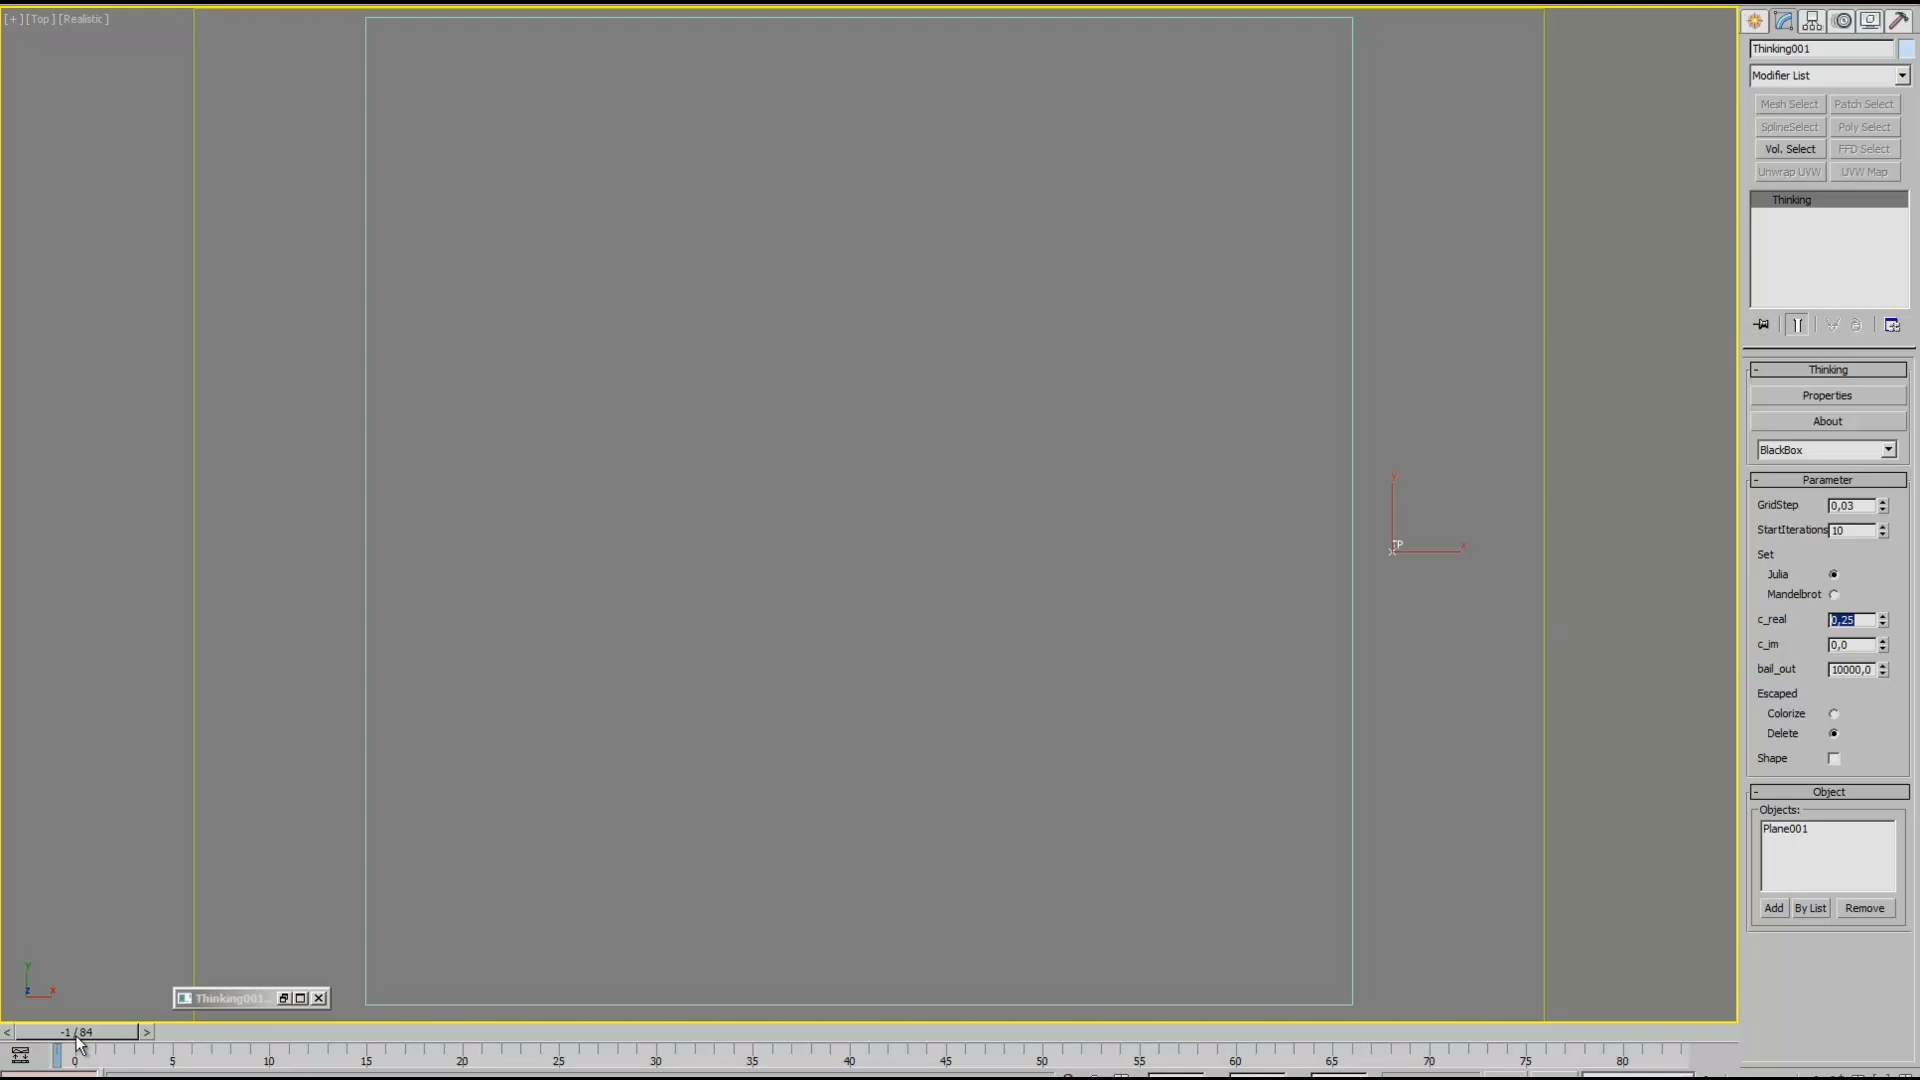 [+][Top][Realistic]
Thinking001
Modifier List
Mesh Select Patch Select
SplineSelect Poly Select
Vol. Select FFD Select
Unwrap UVW UVW Map
Thinking
- Thinking
Properties
About
BlackBox
- Parameter
GridStep 0,03
StartIterations 10
Set
Julia
Mandelbrot
c_real 0,25
c_im 0,0
bail_out 10000,0
Escaped
Colorize
Delete
Shape
- Object
Objects:
Plane001
Add By List Remove
y
TP x
y
z x
Thinking001...
< -1 / 84 >
0 5 10 15 20 25 30 35 40 45 50 55 60 65 70 75 80